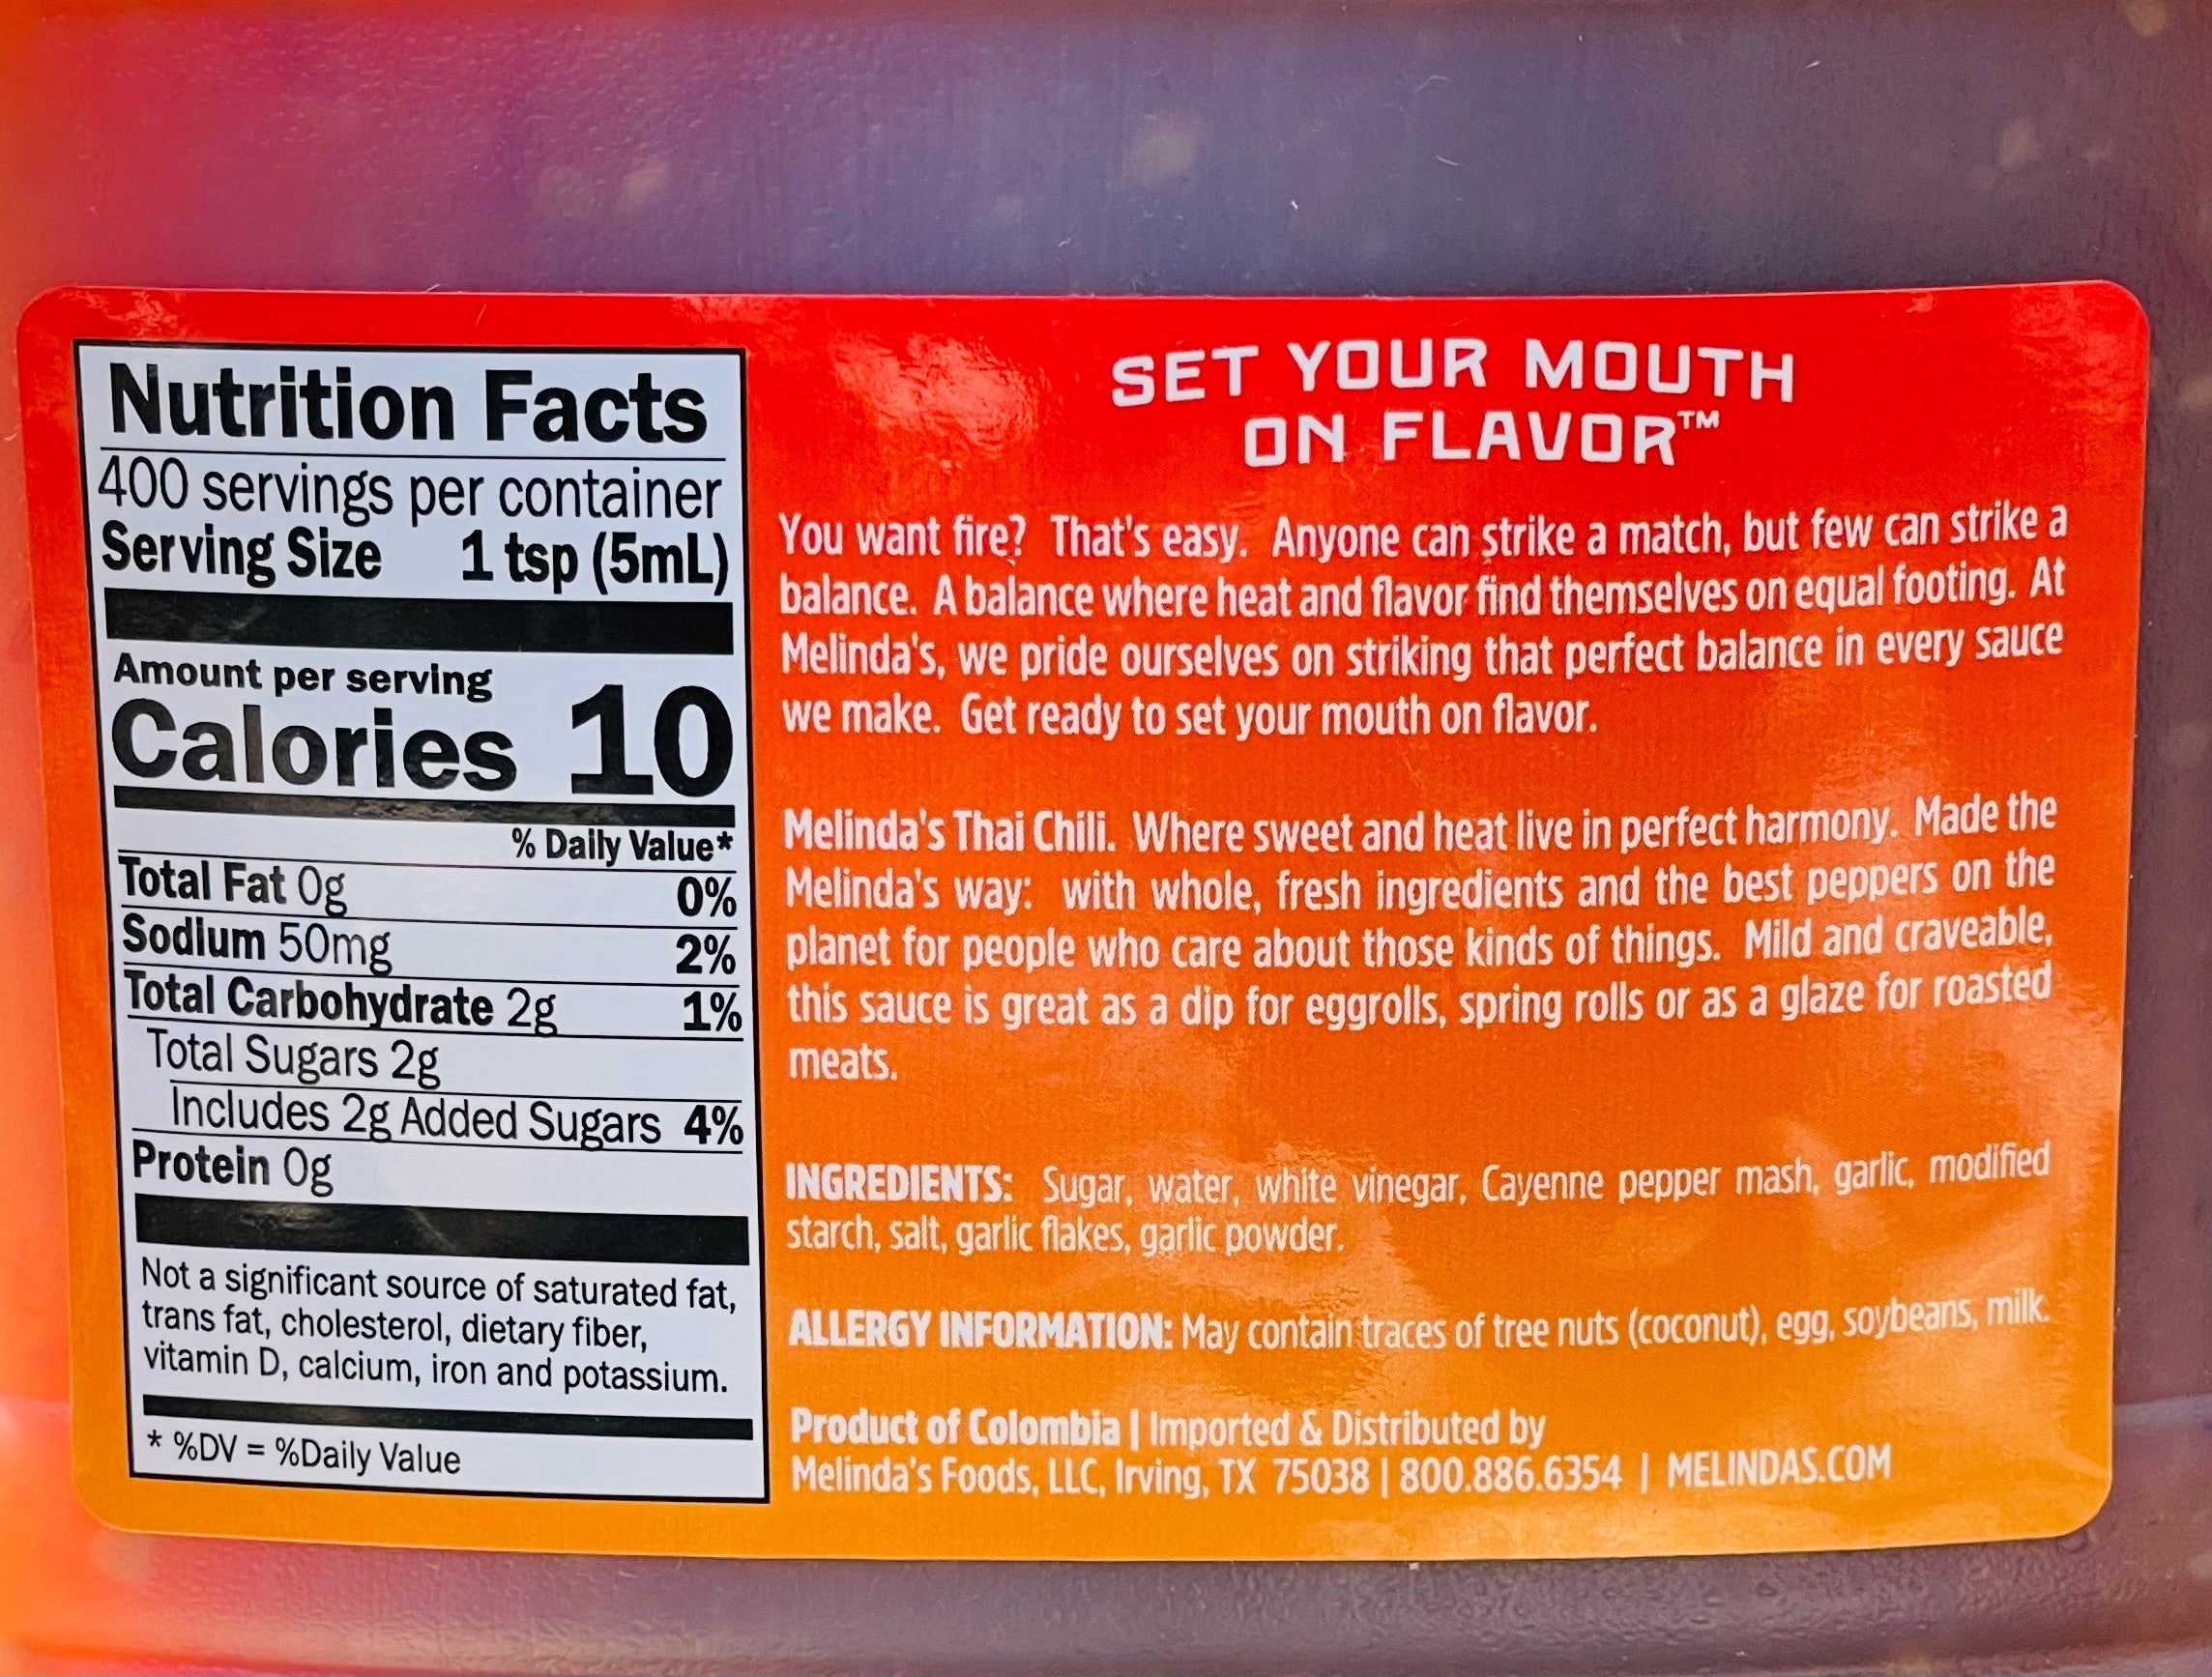 Nutrition Facts
400 servings per container
Serving Size 1 tsp (5mL)
Amount per serving
Calories 10
% Daily Value*
Total Fat 0g 0%
Sodium 50mg 2%
Total Carbohydrate 2g 1%
Total Sugars 2g
Includes 2g Added Sugars 4%
Protein 0g
Not a significant source of saturated fat,
trans fat, cholesterol, dietary fiber,
vitamin D, calcium, iron and potassium.
* %DV = %Daily Value
SET YOUR MOUTH
ON FLAVOR™
You want fire? That's easy. Anyone can strike a match, but few can strike a
balance. A balance where heat and flavor find themselves on equal footing. At
Melinda's, we pride ourselves on striking that perfect balance in every sauce
we make. Get ready to set your mouth on flavor.
Melinda's Thai Chili. Where sweet and heat live in perfect harmony. Made the
Melinda's way: with whole, fresh ingredients and the best peppers on the
planet for people who care about those kinds of things. Mild and craveable,
this sauce is great as a dip for eggrolls, spring rolls or as a glaze for roasted
meats.
INGREDIENTS: Sugar, water, white vinegar, Cayenne pepper mash, garlic, modified
starch, salt, garlic flakes, garlic powder.
ALLERGY INFORMATION: May contain traces of tree nuts (coconut), egg, soybeans, milk.
Product of Colombia | Imported & Distributed by
Melinda's Foods, LLC, Irving, TX 75038 | 800.886.6354 | MELINDAS.COM